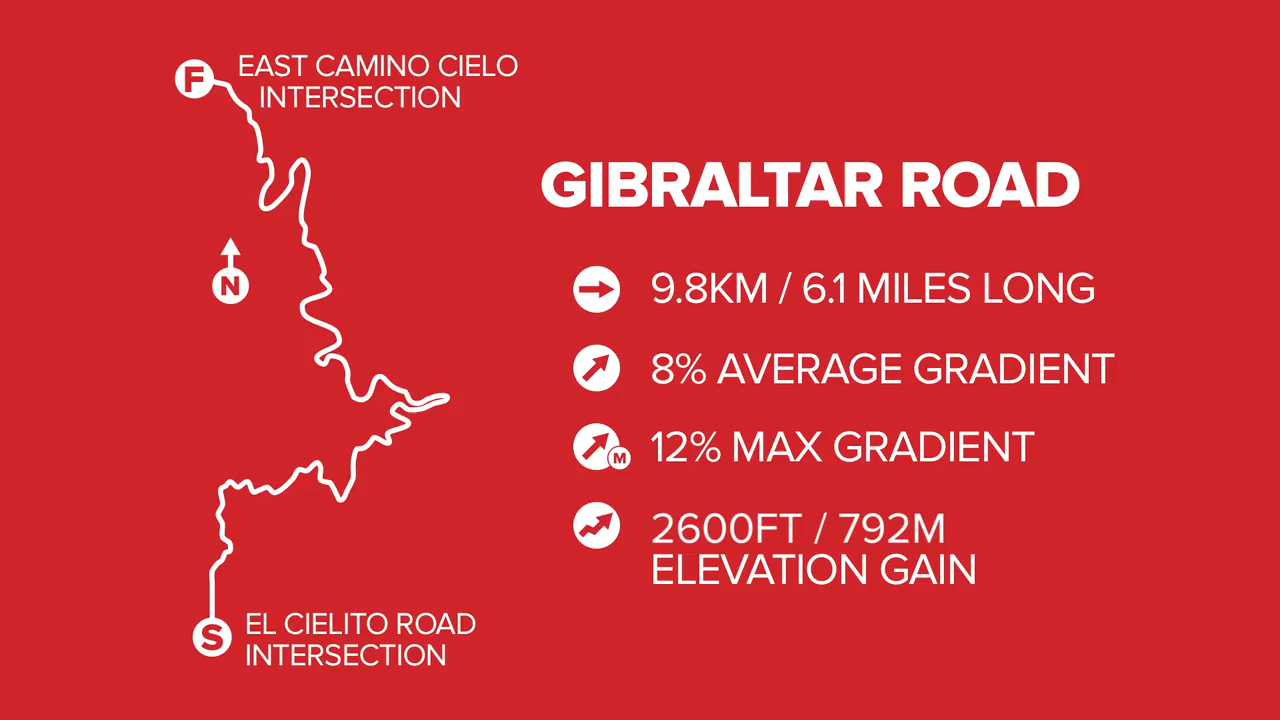 F
EAST CAMINO CIELO
INTERSECTION
GIBRALTAR ROAD
N
9.8KM / 6.1 MILES LONG
8% AVERAGE GRADIENT
M
12% MAX GRADIENT
2600FT / 792M
ELEVATION GAIN
S
EL CIELITO ROAD
INTERSECTION